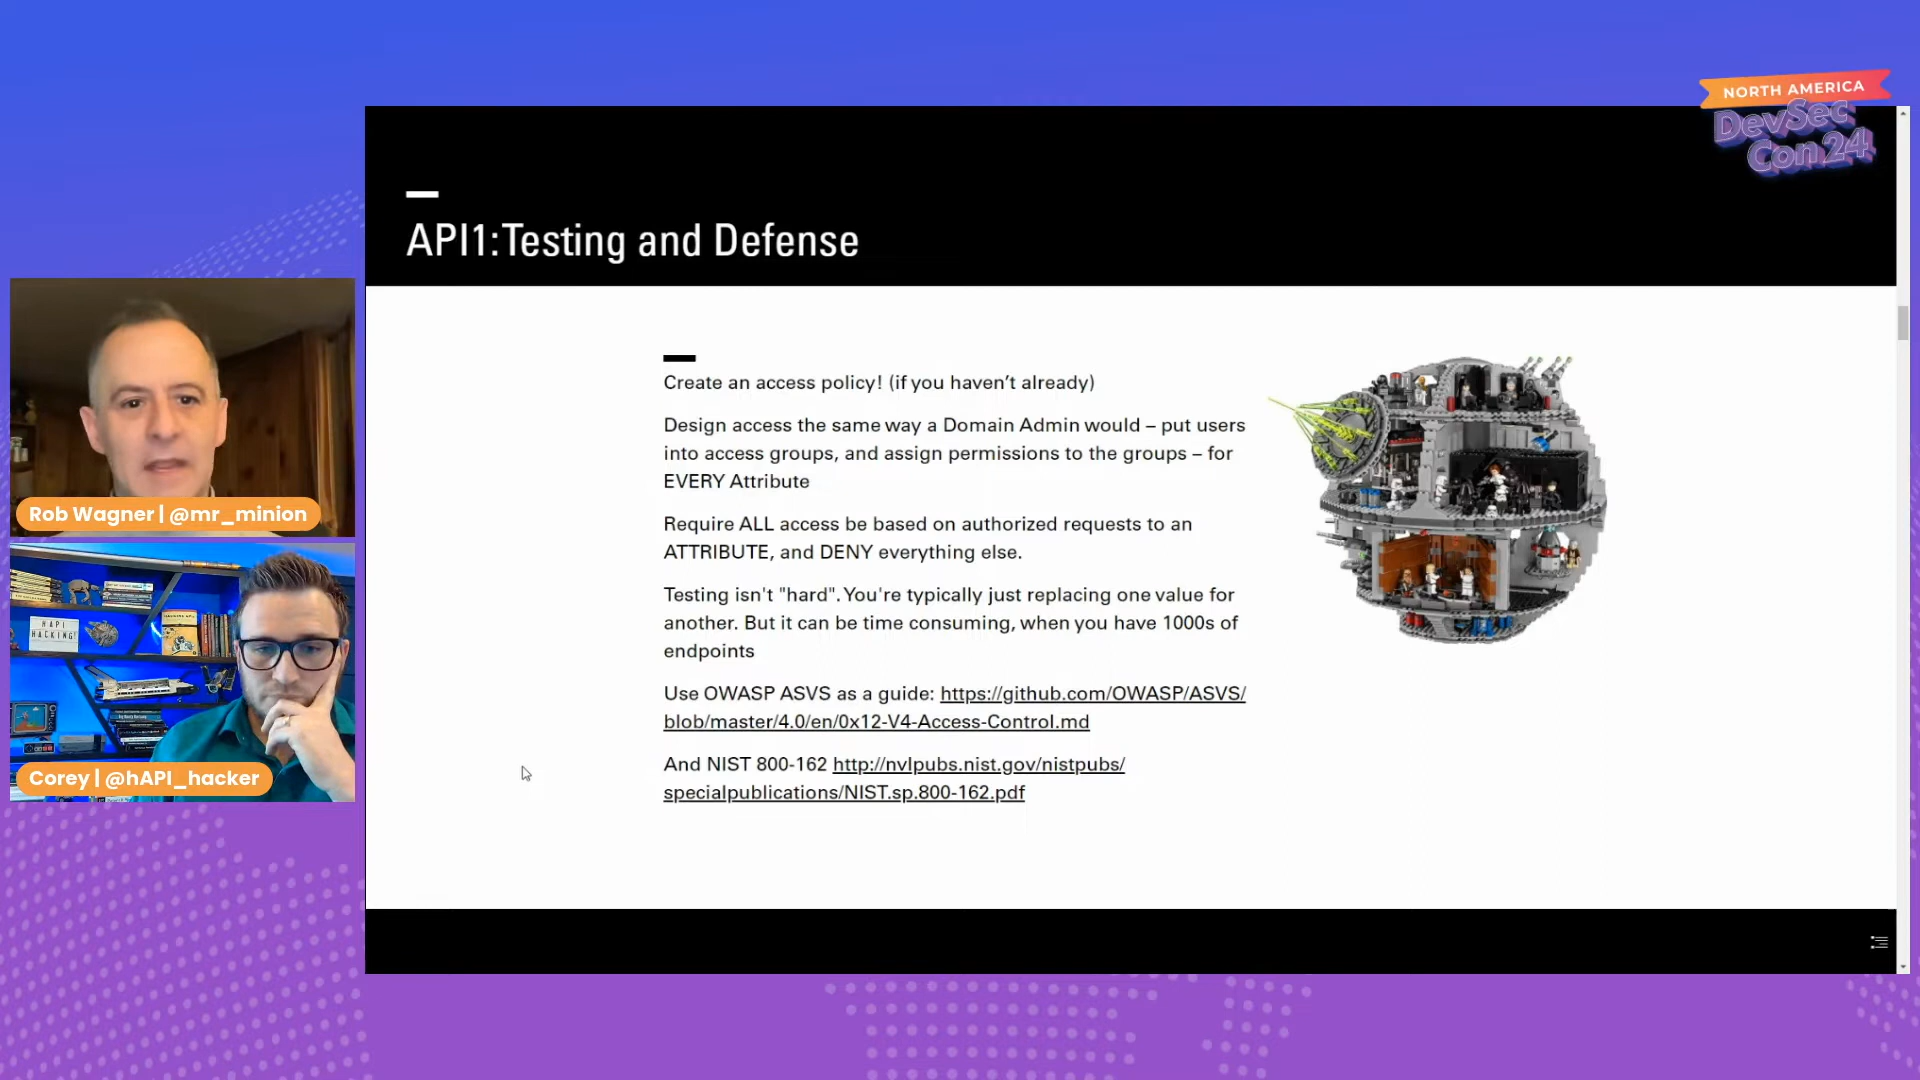 NORTH AMERICA
DevSec
Con 24
API1: Testing and Defense
Create an access policy! (if you haven't already)
Design access the same way a Domain Admin would – put users
into access groups, and assign permissions to the groups – for
EVERY Attribute
Require ALL access be based on authorized requests to an
ATTRIBUTE, and DENY everything else.
Testing isn't "hard". You're typically just replacing one value for
another. But it can be time consuming, when you have 1000s of
endpoints
Use OWASP ASVS as a guide: https://github.com/OWASP/ASVS/
blob/master/4.0/en/0x12-V4-Access-Control.md
And NIST 800-162 http://nvlpubs.nist.gov/nistpubs/
specialpublications/NIST.sp.800-162.pdf
Rob Wagner | @mr_minion
HAPI
HACKING!
Corey | @hAPI_hacker